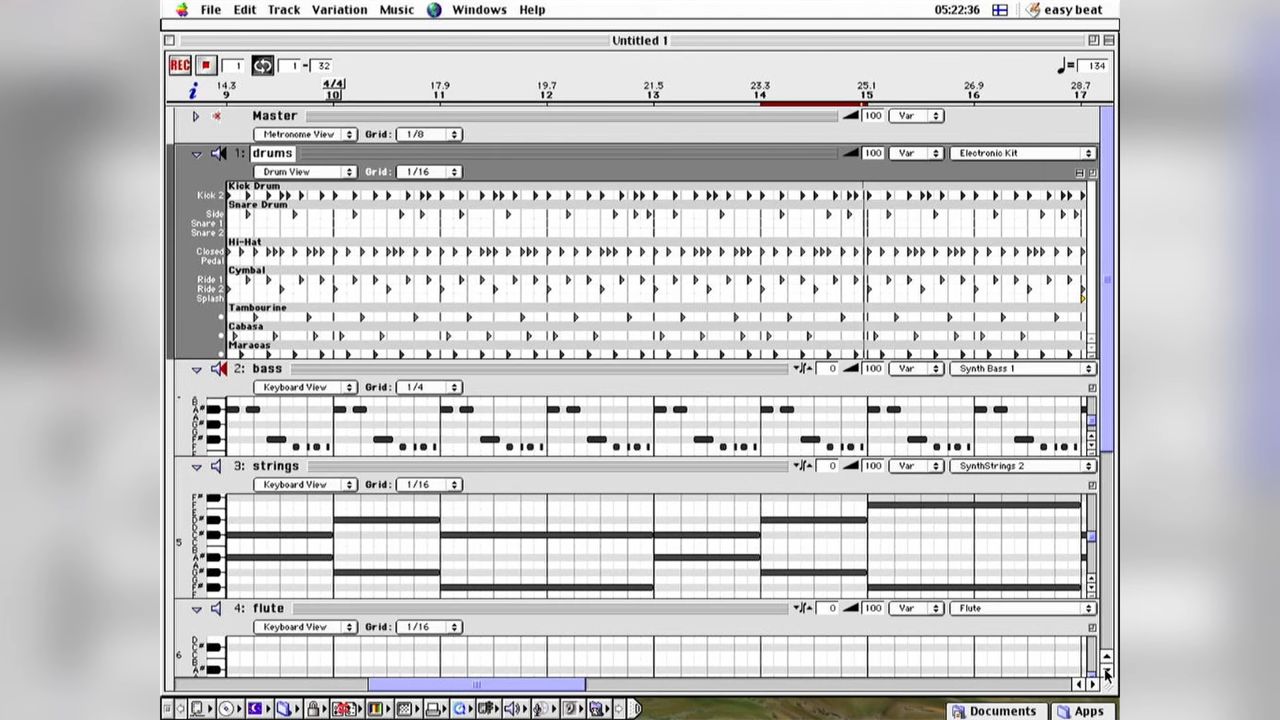 File Edit Track Variation Music Windows Help 05:22:36 easy beat
Untitled 1
REC 1 1 - 32 = 134
14.3 4/4 17.9 19.7 21.5 23.3 25.1 26.9 28.7
i 9 10 11 12 13 14 15 16 17
Master 100 Var
Metronome View Grid: 1/8
1: drums 100 Var Electronic Kit
Drum View Grid: 1/16
Kick Drum
Kick 2
Snare Drum
Side
Snare 1
Snare 2
Hi-Hat
Closed
Pedal
Cymbal
Ride 1
Ride 2
Splash
Tambourine
Cabasa
Maracas
2: bass 0 100 Var Synth Bass 1
Keyboard View Grid: 1/4
3: strings 0 100 Var SynthStrings 2
Keyboard View Grid: 1/16
5
4: flute 0 100 Var Flute
Keyboard View Grid: 1/16
6
Documents Apps